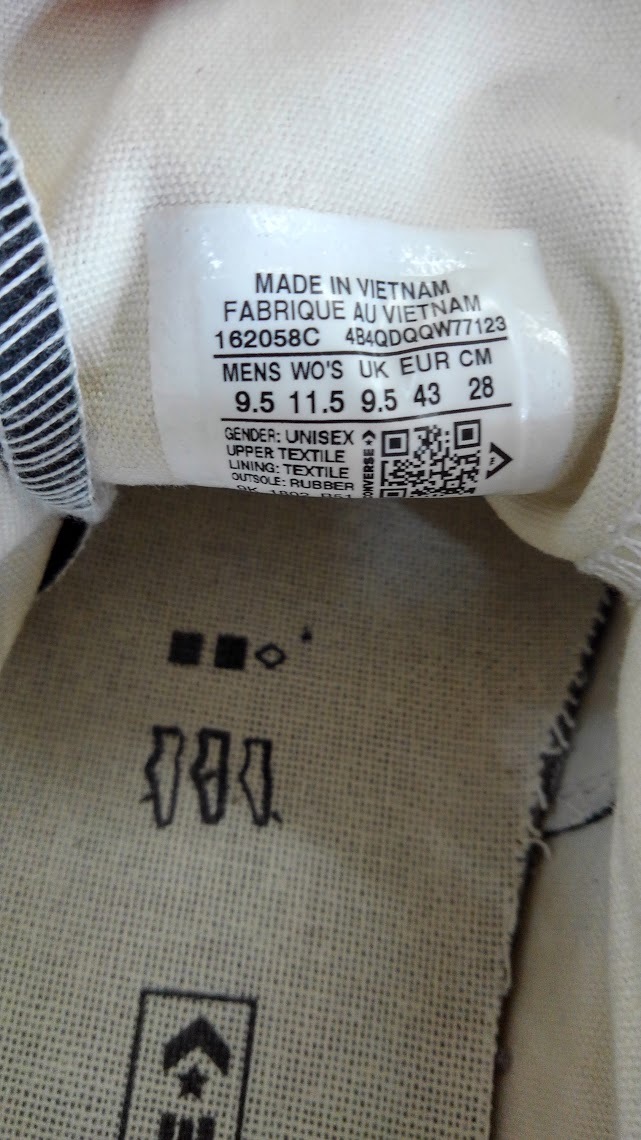 MADE IN VIETNAM
FABRIQUE AU VIETNAM
162058C 4B4QDQQW77123
MENS WO'S UK EUR CM
9.5 11.5 9.5 43 28
GENDER: UNISEX
UPPER TEXTILE
LINING: TEXTILE
OUTSOLE: RUBBER
CONVERSE